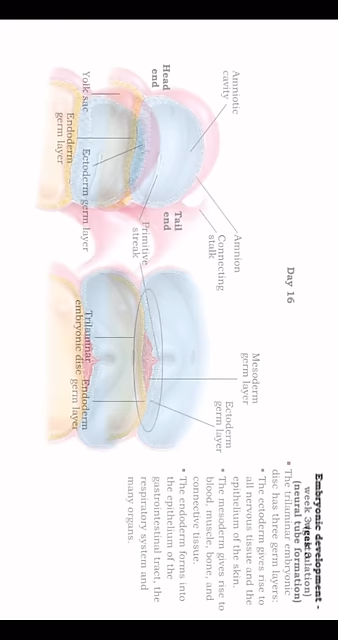 Embryonic development -
week 3
(neural tube formation)
• The trilaminar embryonic
disc has three germ layers:
• The ectoderm gives rise to
all nervous tissue and the
epithelium of the skin.
• The mesoderm gives rise to
blood, muscle, bone, and
connective tissue.
• The endoderm forms into
the epithelium of the
gastrointestinal tract, the
respiratory system and
many organs.
Day 16
Amniotic
cavity
Amnion
Connecting
stalk
Head
end
Tail
end
Primitive
streak
Yolk sac
Ectoderm germ layer
Endoderm
germ layer
Mesoderm
germ layer
Ectoderm
germ layer
Trilaminar
embryonic disc
Endoderm
germ layer